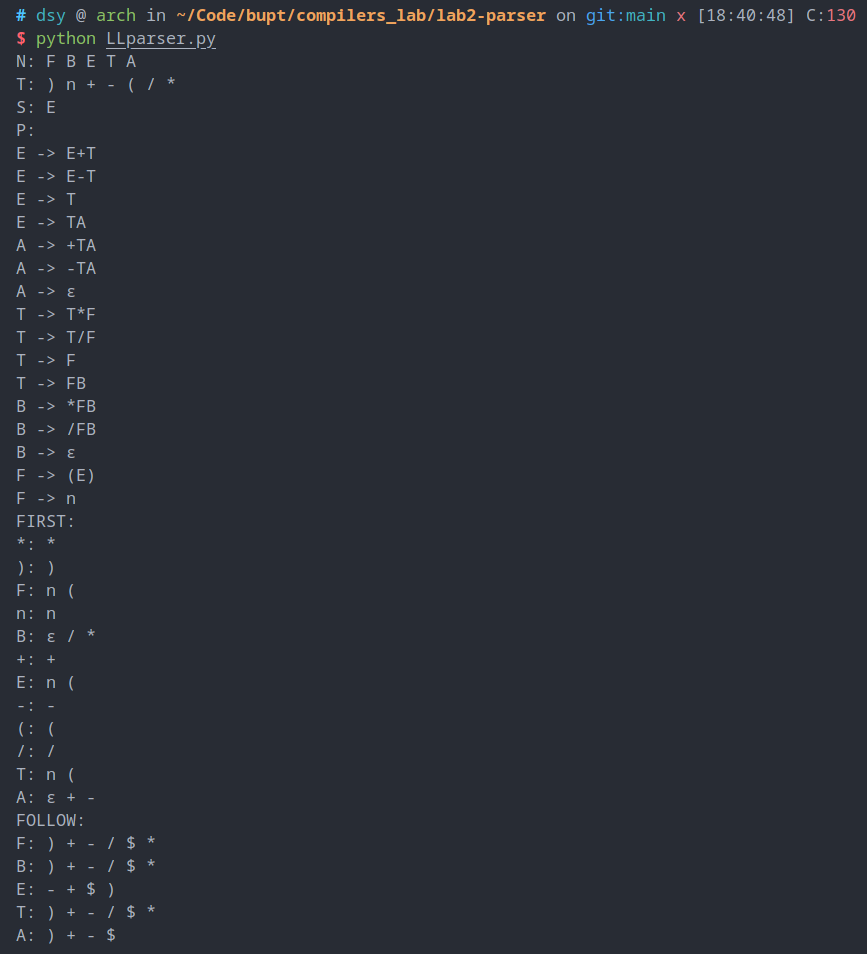 # dsy @ arch in ~/Code/bupt/compilers_lab/lab2-parser on git:main x [18:40:48] C:130
$ python LLparser.py
N: F B E T A
T: ) n + - ( / *
S: E
P:
E -> E+T
E -> E-T
E -> T
E -> TA
A -> +TA
A -> -TA
A -> ε
T -> T*F
T -> T/F
T -> F
T -> FB
B -> *FB
B -> /FB
B -> ε
F -> (E)
F -> n
FIRST:
*: *
): )
F: n (
n: n
B: ε / *
+: +
E: n (
-: -
(: (
/: /
T: n (
A: ε + -
FOLLOW:
F: ) + - / $ *
B: ) + - / $ *
E: - + $ )
T: ) + - / $ *
A: ) + - $